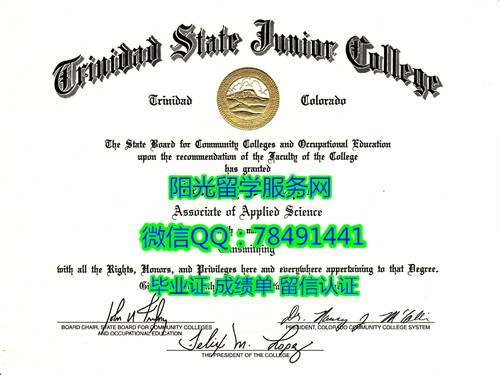 Trinidad State Junior College
Trinidad Colorado
The State Board for Community Colleges and Occupational Education
upon the recommendation of the Faculty of the College
has granted
阳光留学服务网
Associate of Applied Science
微信QQ：78491441
Gunsmithing
with all the Rights, Honors, and Privileges here and everywhere appertaining to that Degree.
毕业证 成绩单 留信认证
BOARD CHAIR, STATE BOARD FOR COMMUNITY COLLEGES
AND OCCUPATIONAL EDUCATION
PRESIDENT, COLORADO COMMUNITY COLLEGE SYSTEM
Felix M. Lopez
THE PRESIDENT OF THE COLLEGE